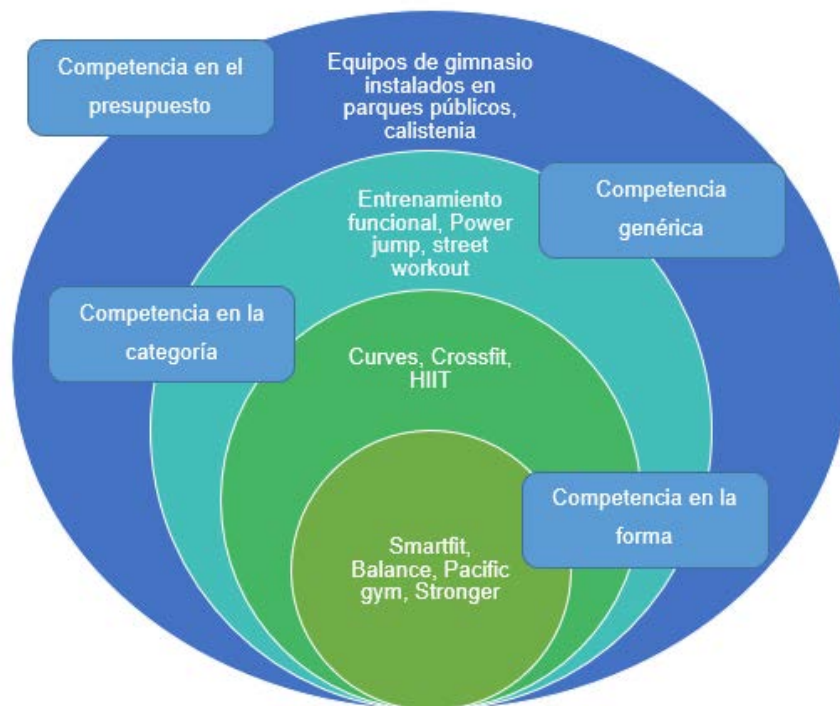 Competencia en el
presupuesto
Equipos de gimnasio
instalados en
parques públicos,
calistenia
Entrenamiento
funcional, Power
jump, street
workout
Competencia
genérica
Competencia en la
categoría
Curves, Crossfit,
HIIT
Competencia en la
forma
Smartfit,
Balance, Pacific
gym, Stronger